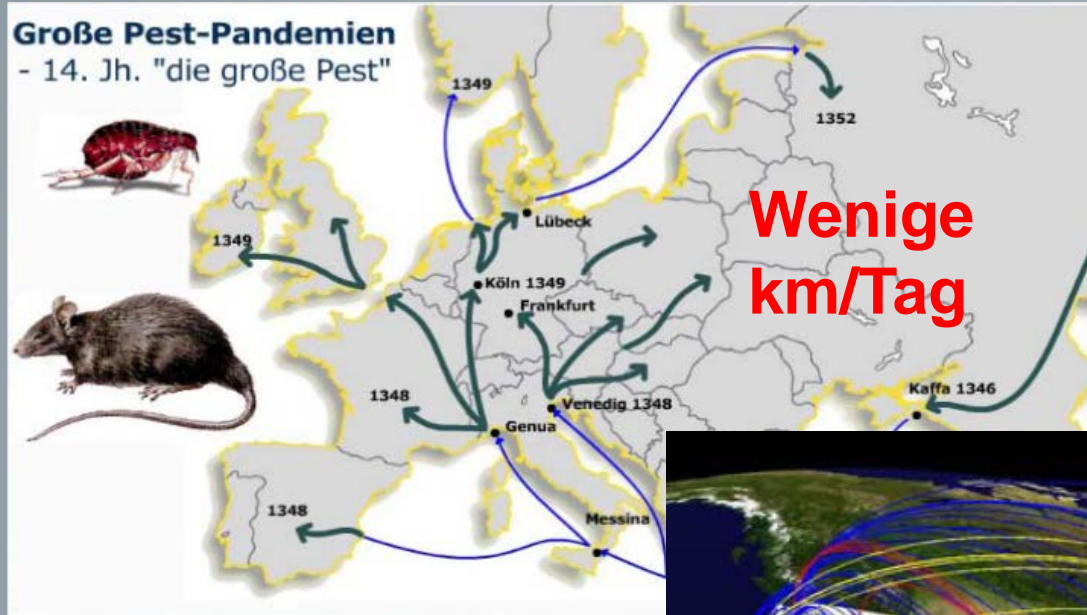 Große Pest-Pandemien
- 14. Jh. "die große Pest"
1349
1352
Lübeck
Wenige
km/Tag
1349
Köln 1349
Frankfurt
Kaffa 1346
1348
Venedig 1348
Genua
1348
Messina